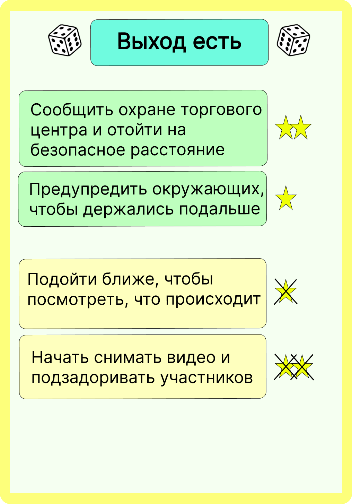 Выход есть
Сообщить охране торгового
центра и отойти на
безопасное расстояние
Предупредить окружающих,
чтобы держались подальше
Подойти ближе, чтобы
посмотреть, что происходит
Начать снимать видео и
подзадоривать участников